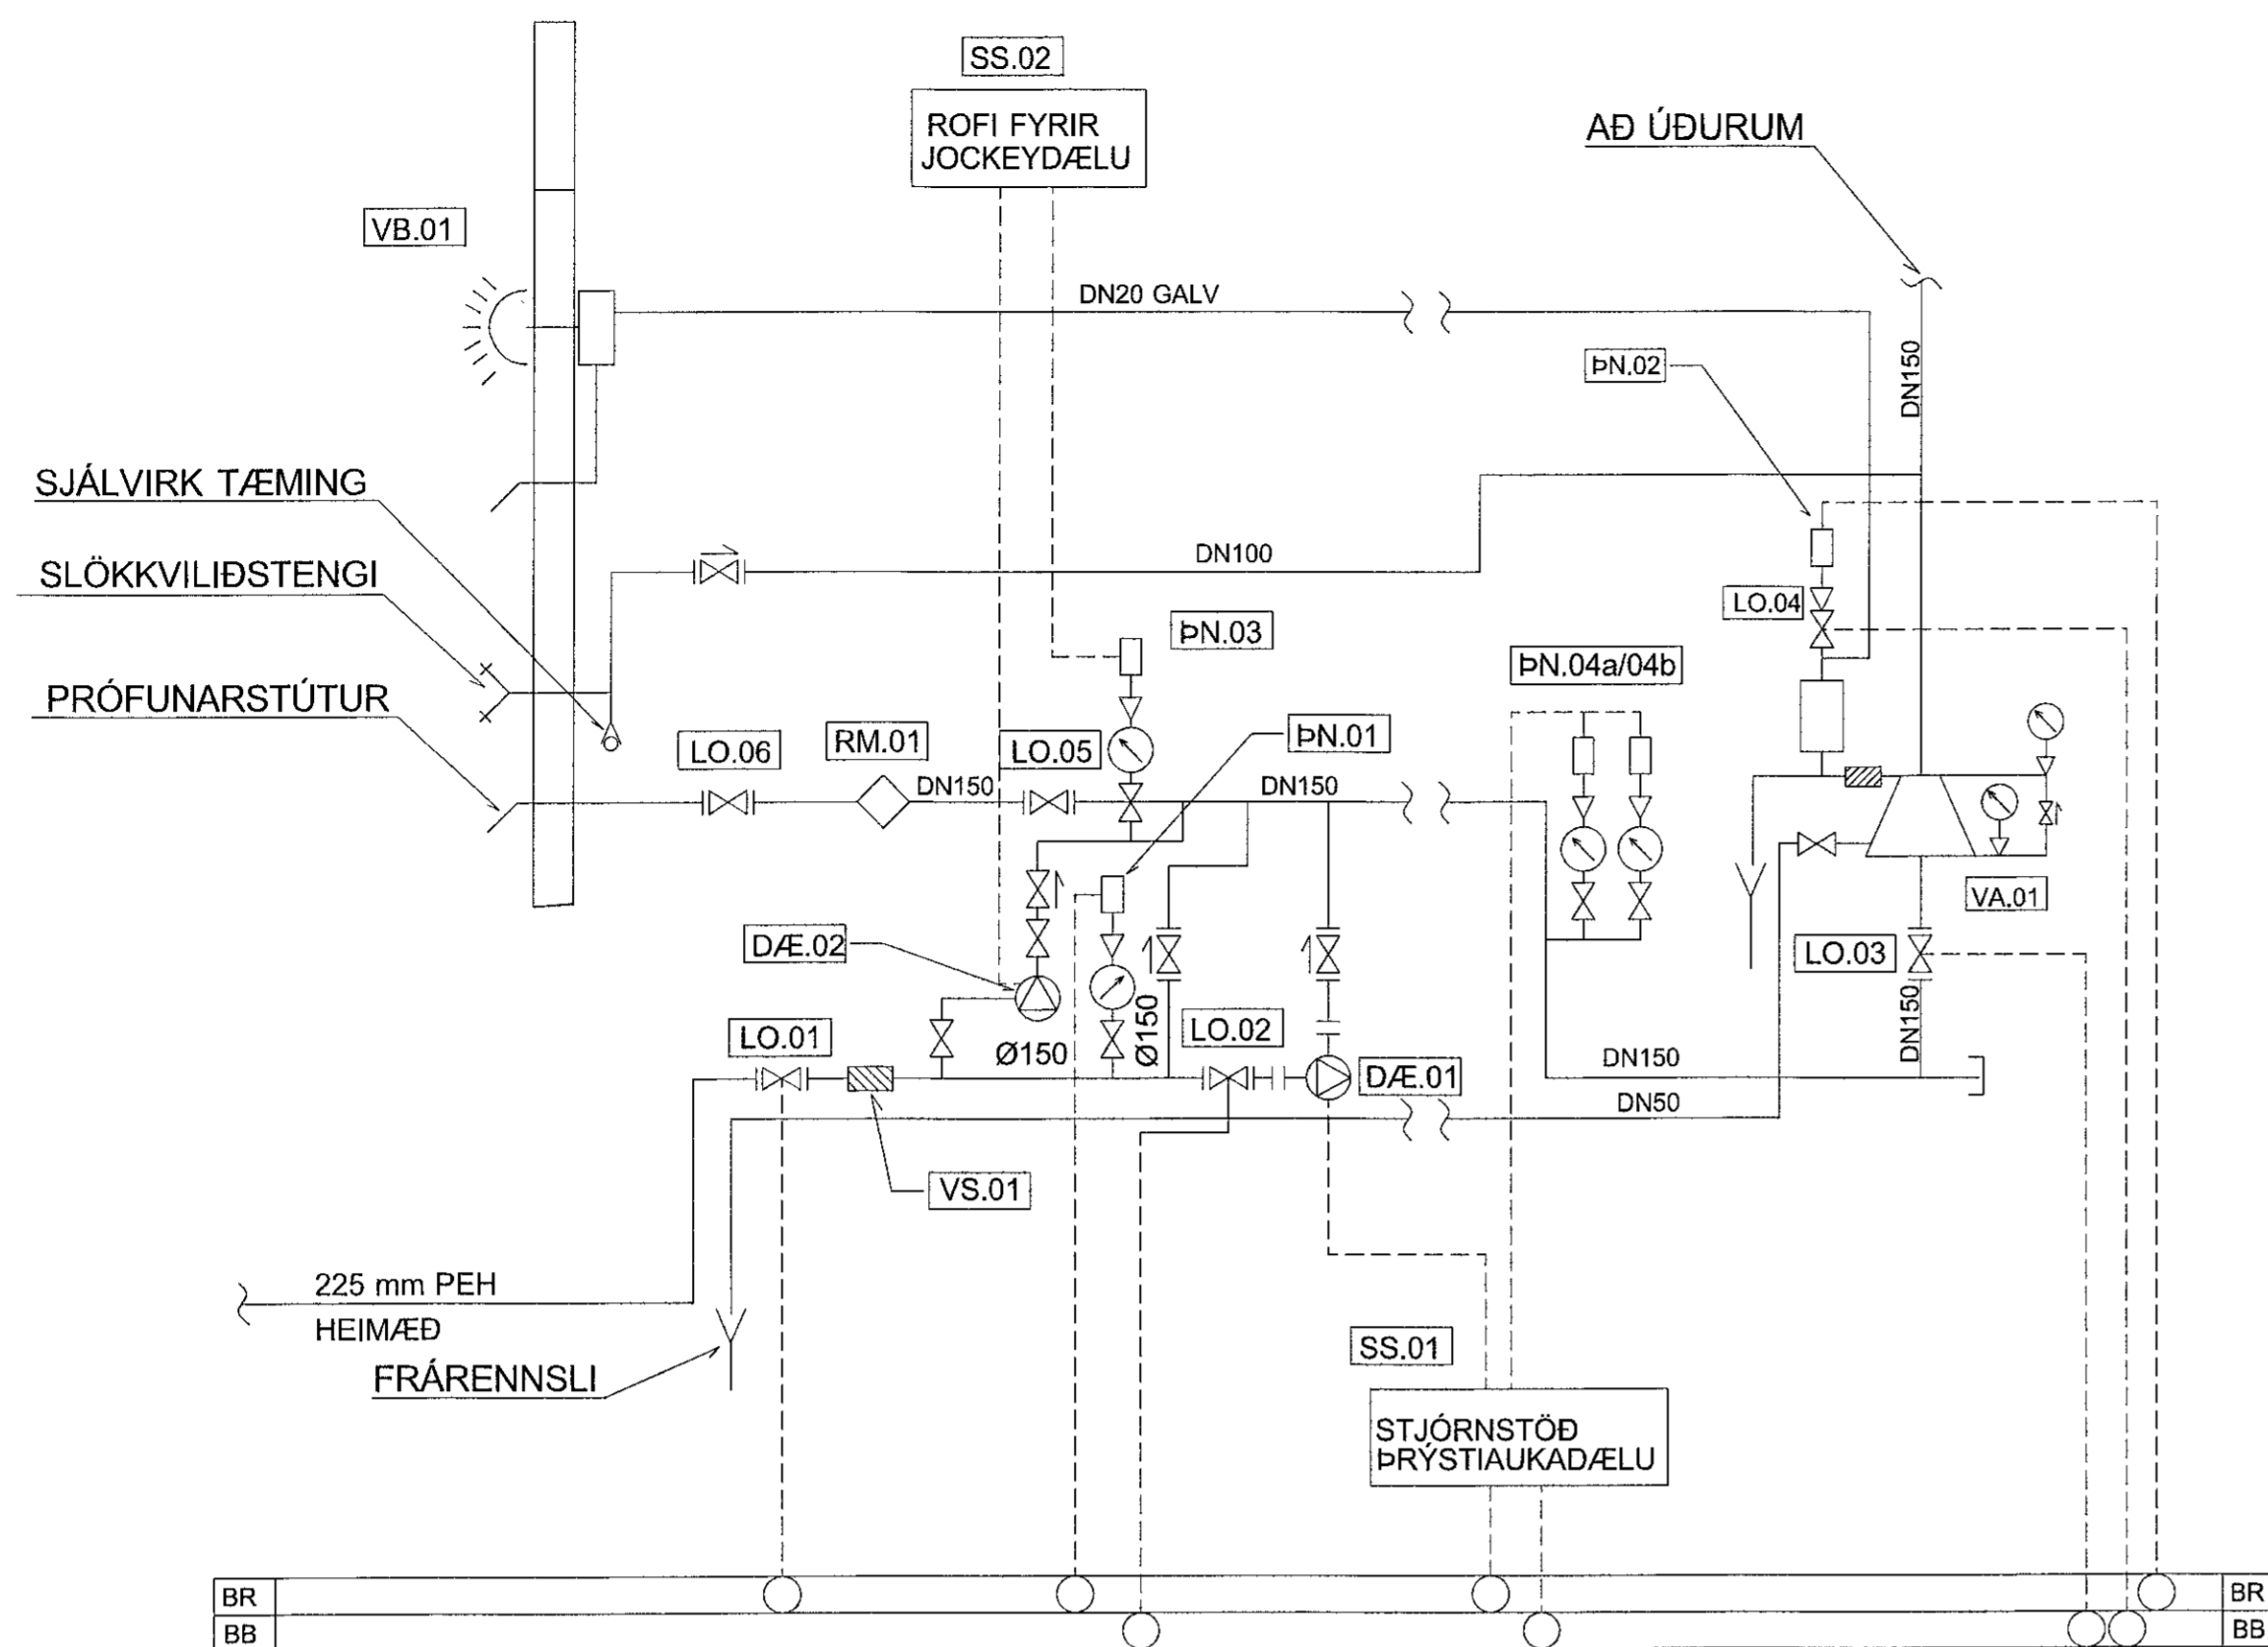 SS.02
ROFI FYRIR
JOCKEYDÆLU
AÐ ÚÐURUM
VB.01
DN20 GALV
ÞN.02
DN150
SJÁLVIRK TÆMING
DN100
SLÖKKVILIÐSTENGI
LO.04
ÞN.03
ÞN.04a/04b
PRÓFUNARSTÚTUR
LO.06
RM.01
LO.05
ÞN.01
DN150
DN150
VA.01
DÆ.02
LO.03
LO.01
Ø150
Ø150
LO.02
DÆ.01
DN150
DN150
DN50
VS.01
225 mm PEH
HEIMÆÐ
FRÁRENNSLI
SS.01
STJÓRNSTÖÐ
ÞRÝSTIAUKADÆLU
BR
BR
BB
BB